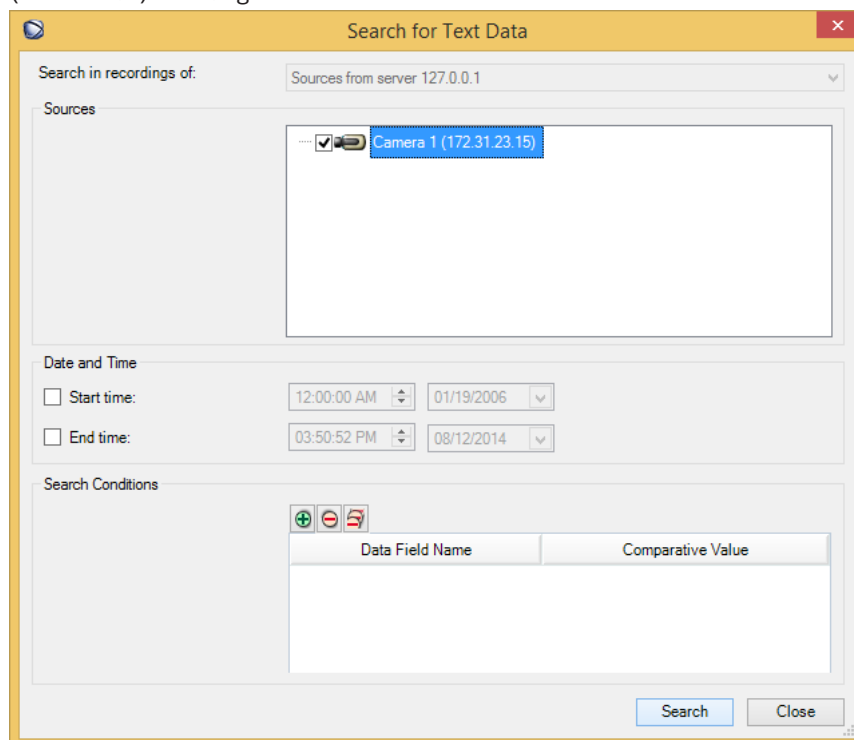 Search for Text Data
Search in recordings of:
Sources from server 127.0.0.1
Sources
Camera 1 (172.31.23.15)
Date and Time
Start time:
12:00:00 AM
01/19/2006
End time:
03:50:52 PM
08/12/2014
Search Conditions
Data Field Name
Comparative Value
Search
Close